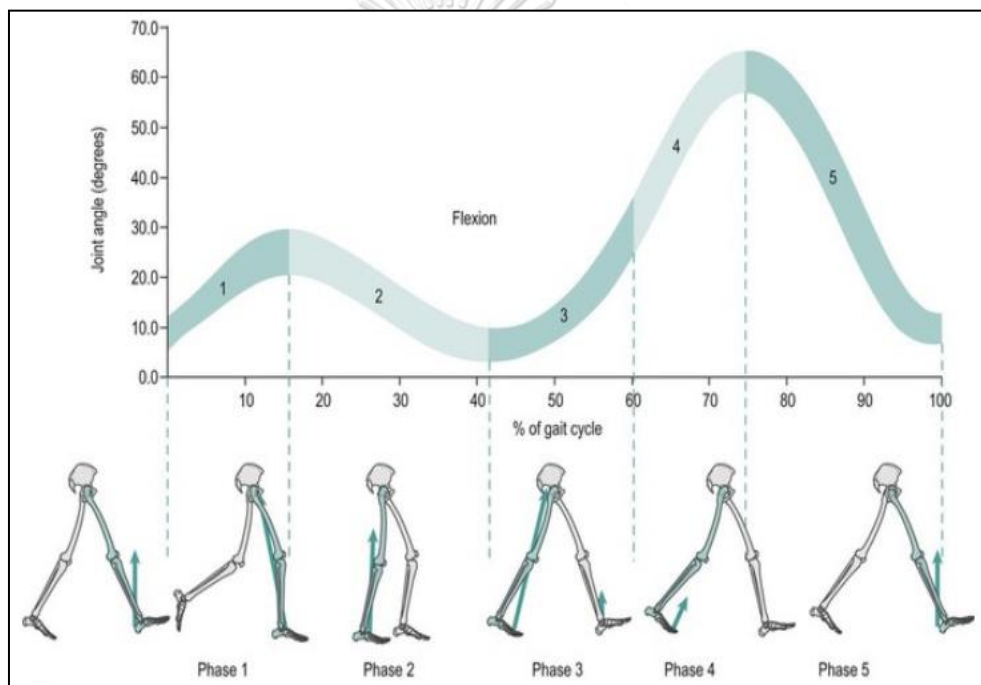 70.0
60.0
50.0
40.0
30.0
20.0
10.0
0.0
Joint angle (degrees)
Flexion
1
2
3
4
5
10 20 30 40 50 60 70 80 90 100
% of gait cycle
Phase 1 Phase 2 Phase 3 Phase 4 Phase 5